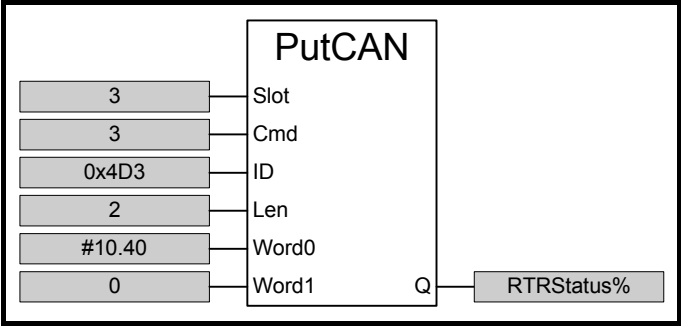 PutCAN
3 Slot
3 Cmd
0x4D3 ID
2 Len
#10.40 Word0
0 Word1 Q RTRStatus%